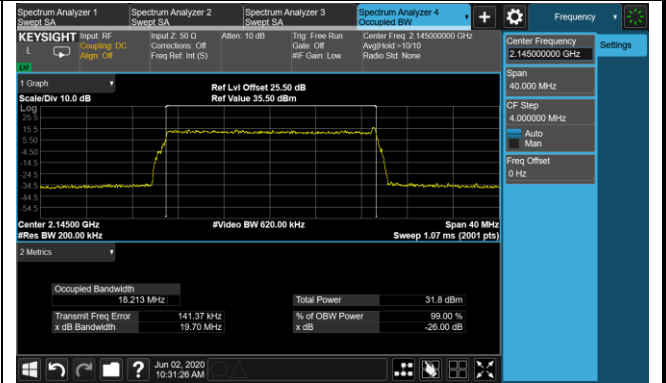 Spectrum Analyzer 1
Swept SA
Spectrum Analyzer 2
Swept SA
Spectrum Analyzer 3
Swept SA
Spectrum Analyzer 4
Occupied BW
+
Frequency
KEYSIGHT
L
Input: RF
Coupling: DC
Align: Off
Input Z: 50 Ω
Corrections: Off
Freq Ref: Int (S)
Atten: 10 dB
Trig: Free Run
Gate: Off
#IF Gain: Low
Center Freq: 2.145000000 GHz
Avg|Hold:>10/10
Radio Std: None
Center Frequency
2.145000000 GHz
Settings
Span
40.000 MHz
CF Step
4.000000 MHz
Auto
Man
Freq Offset
0 Hz
1 Graph
Scale/Div 10.0 dB
Ref Lvl Offset 25.50 dB
Ref Value 35.50 dBm
Log
25.5
15.5
5.50
-4.50
-14.5
-24.5
-34.5
-44.5
-54.5
Center 2.14500 GHz
#Res BW 200.00 kHz
#Video BW 620.00 kHz
Span 40 MHz
Sweep 1.07 ms (2001 pts)
2 Metrics
Occupied Bandwidth
18.213 MHz
Total Power 31.8 dBm
Transmit Freq Error 141.37 kHz
% of OBW Power 99.00 %
x dB Bandwidth 19.70 MHz
x dB -26.00 dB
?
Jun 02, 2020
10:31:26 AM